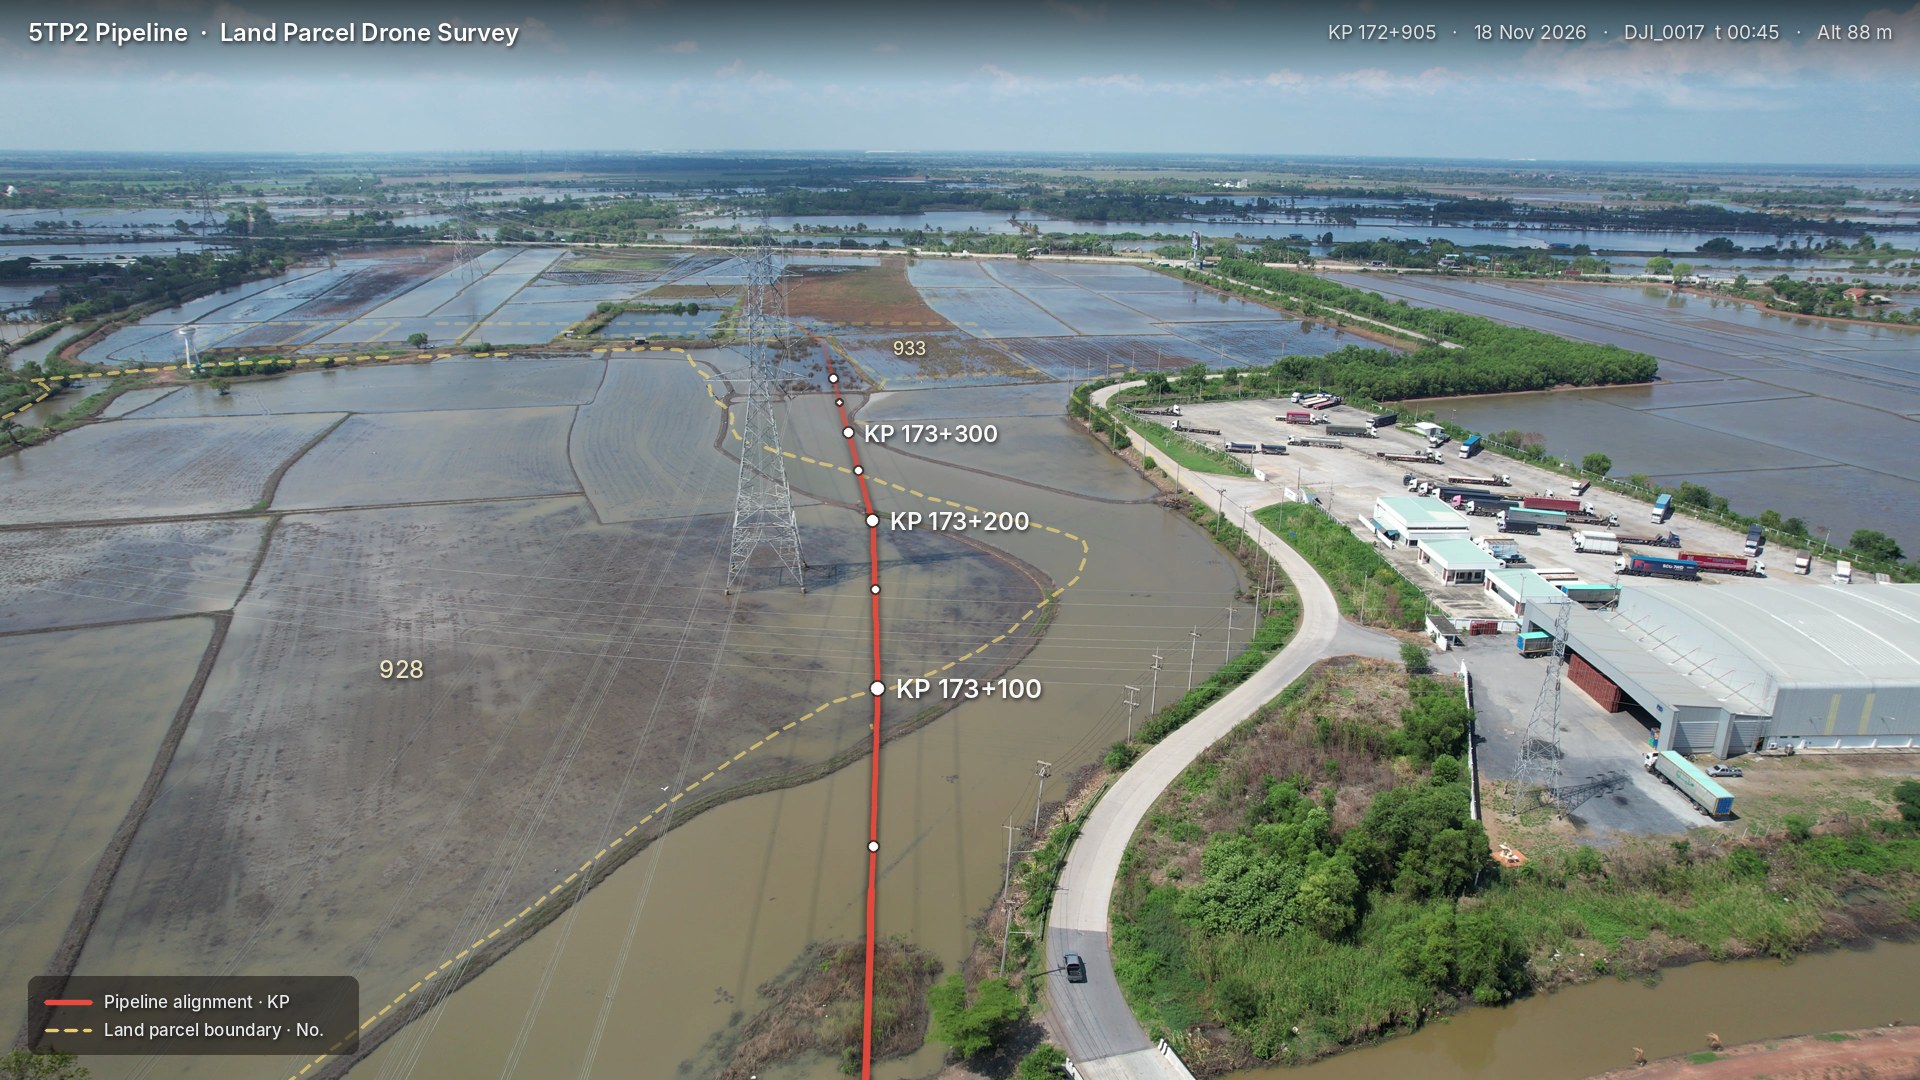 5TP2 Pipeline · Land Parcel Drone Survey
KP 172+905 · 18 Nov 2026 · DJI_0017 t 00:45 · Alt 88 m
933
KP 173+300
KP 173+200
928
KP 173+100
Pipeline alignment · KP
Land parcel boundary · No.